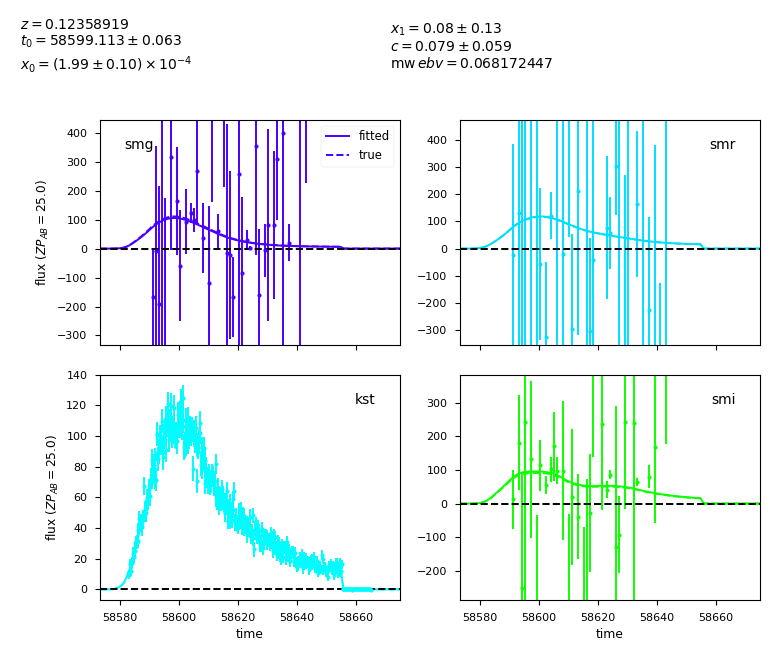 z = 0.12358919
t₀ = 58599.113 ± 0.063
x₀ = (1.99 ± 0.10) × 10⁻⁴
x₁ = 0.08 ± 0.13
c = 0.079 ± 0.059
mw ebv = 0.068172447
smg
fitted
true
400
300
200
100
0
−100
−200
−300
flux (ZP_AB = 25.0)
smr
400
300
200
100
0
−100
−200
−300
kst
140
120
100
80
60
40
20
0
flux (ZP_AB = 25.0)
58580 58600 58620 58640 58660
time
smi
300
200
100
0
−100
−200
58580 58600 58620 58640 58660
time